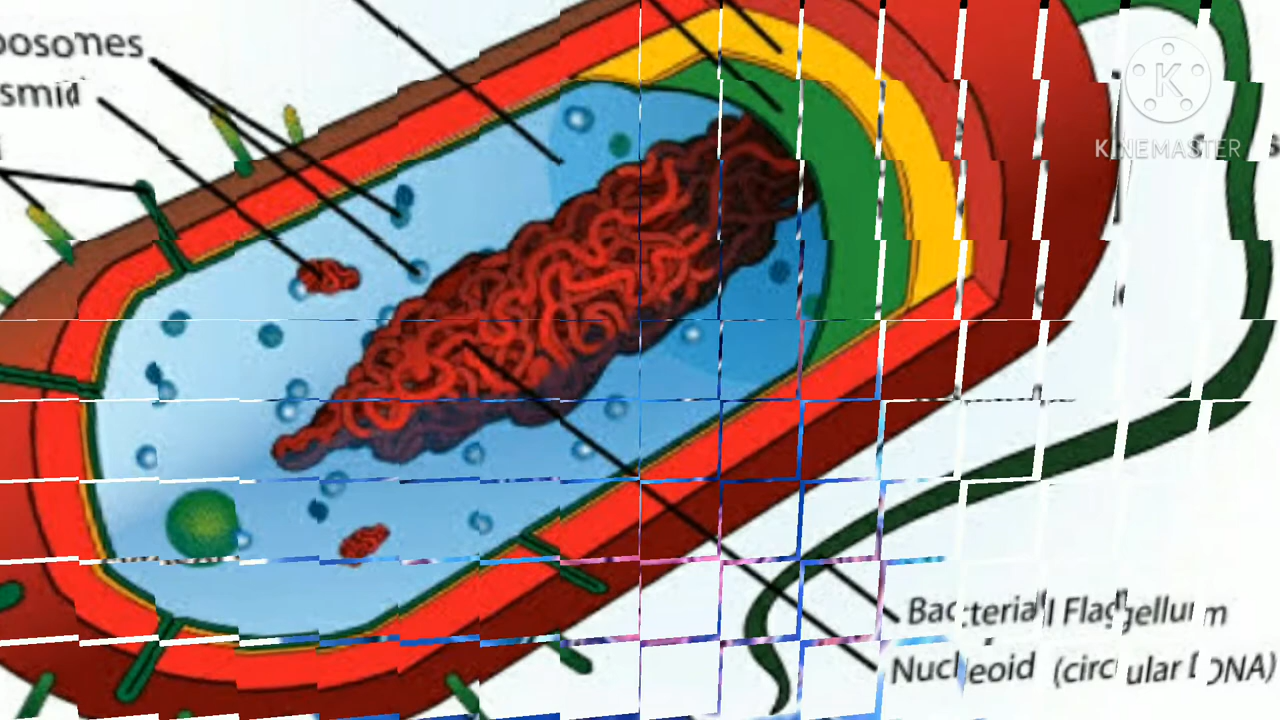 bosomes
smid
KINEMASTER
Bacterial Flagellum
Nucleoid (circular DNA)